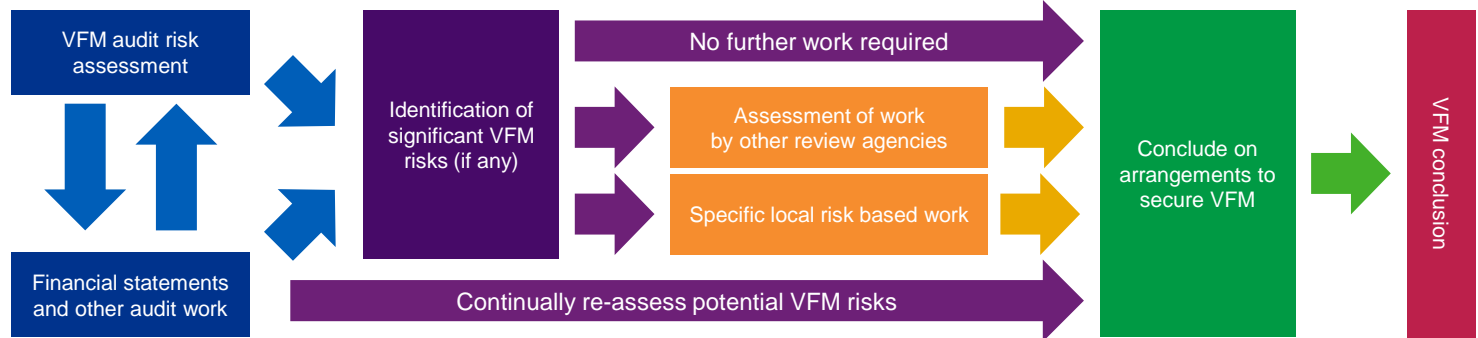 VFM audit risk
assessment
Financial statements
and other audit work
Identification of
significant VFM
risks (if any)
No further work required
Assessment of work
by other review agencies
Specific local risk based work
Continually re-assess potential VFM risks
Conclude on
arrangements to
secure VFM
VFM conclusion